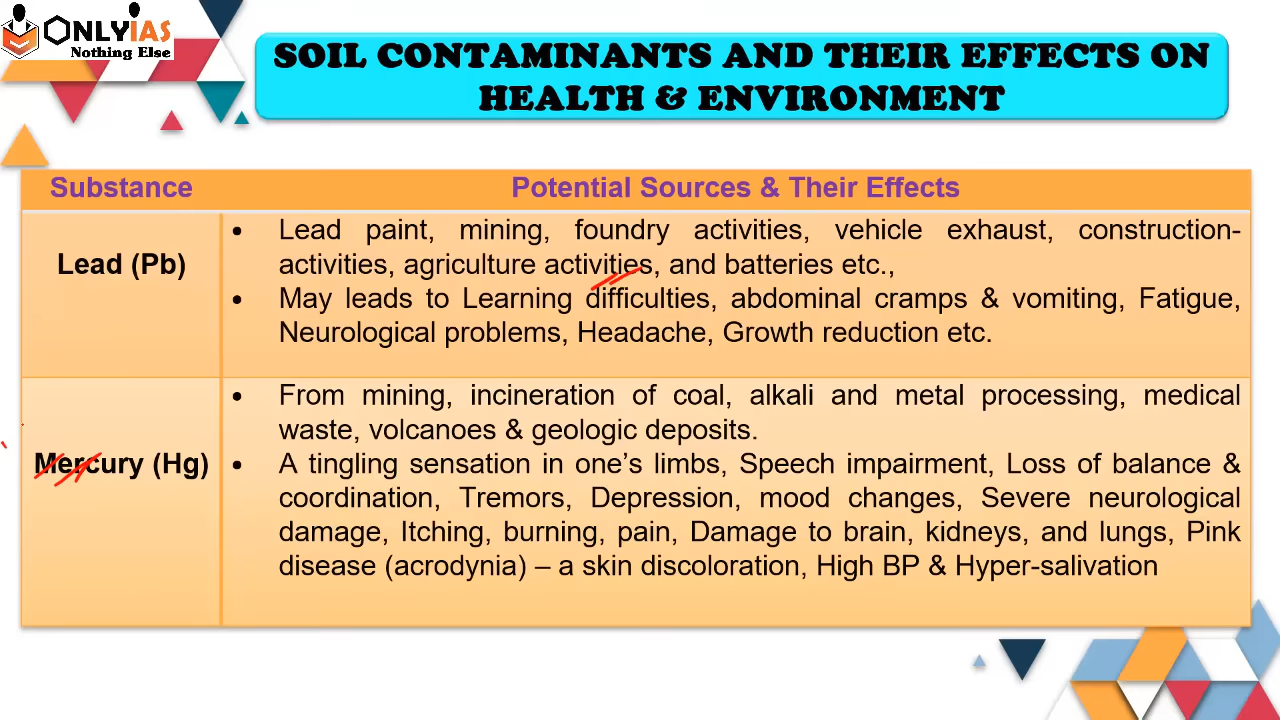 ONLYIAS
Nothing Else
SOIL CONTAMINANTS AND THEIR EFFECTS ON
HEALTH & ENVIRONMENT
Substance
Potential Sources & Their Effects
Lead (Pb)
• Lead paint, mining, foundry activities, vehicle exhaust, construction-
activities, agriculture activities, and batteries etc.,
• May leads to Learning difficulties, abdominal cramps & vomiting, Fatigue,
Neurological problems, Headache, Growth reduction etc.
Mercury (Hg)
• From mining, incineration of coal, alkali and metal processing, medical
waste, volcanoes & geologic deposits.
• A tingling sensation in one's limbs, Speech impairment, Loss of balance &
coordination, Tremors, Depression, mood changes, Severe neurological
damage, Itching, burning, pain, Damage to brain, kidneys, and lungs, Pink
disease (acrodynia) – a skin discoloration, High BP & Hyper-salivation